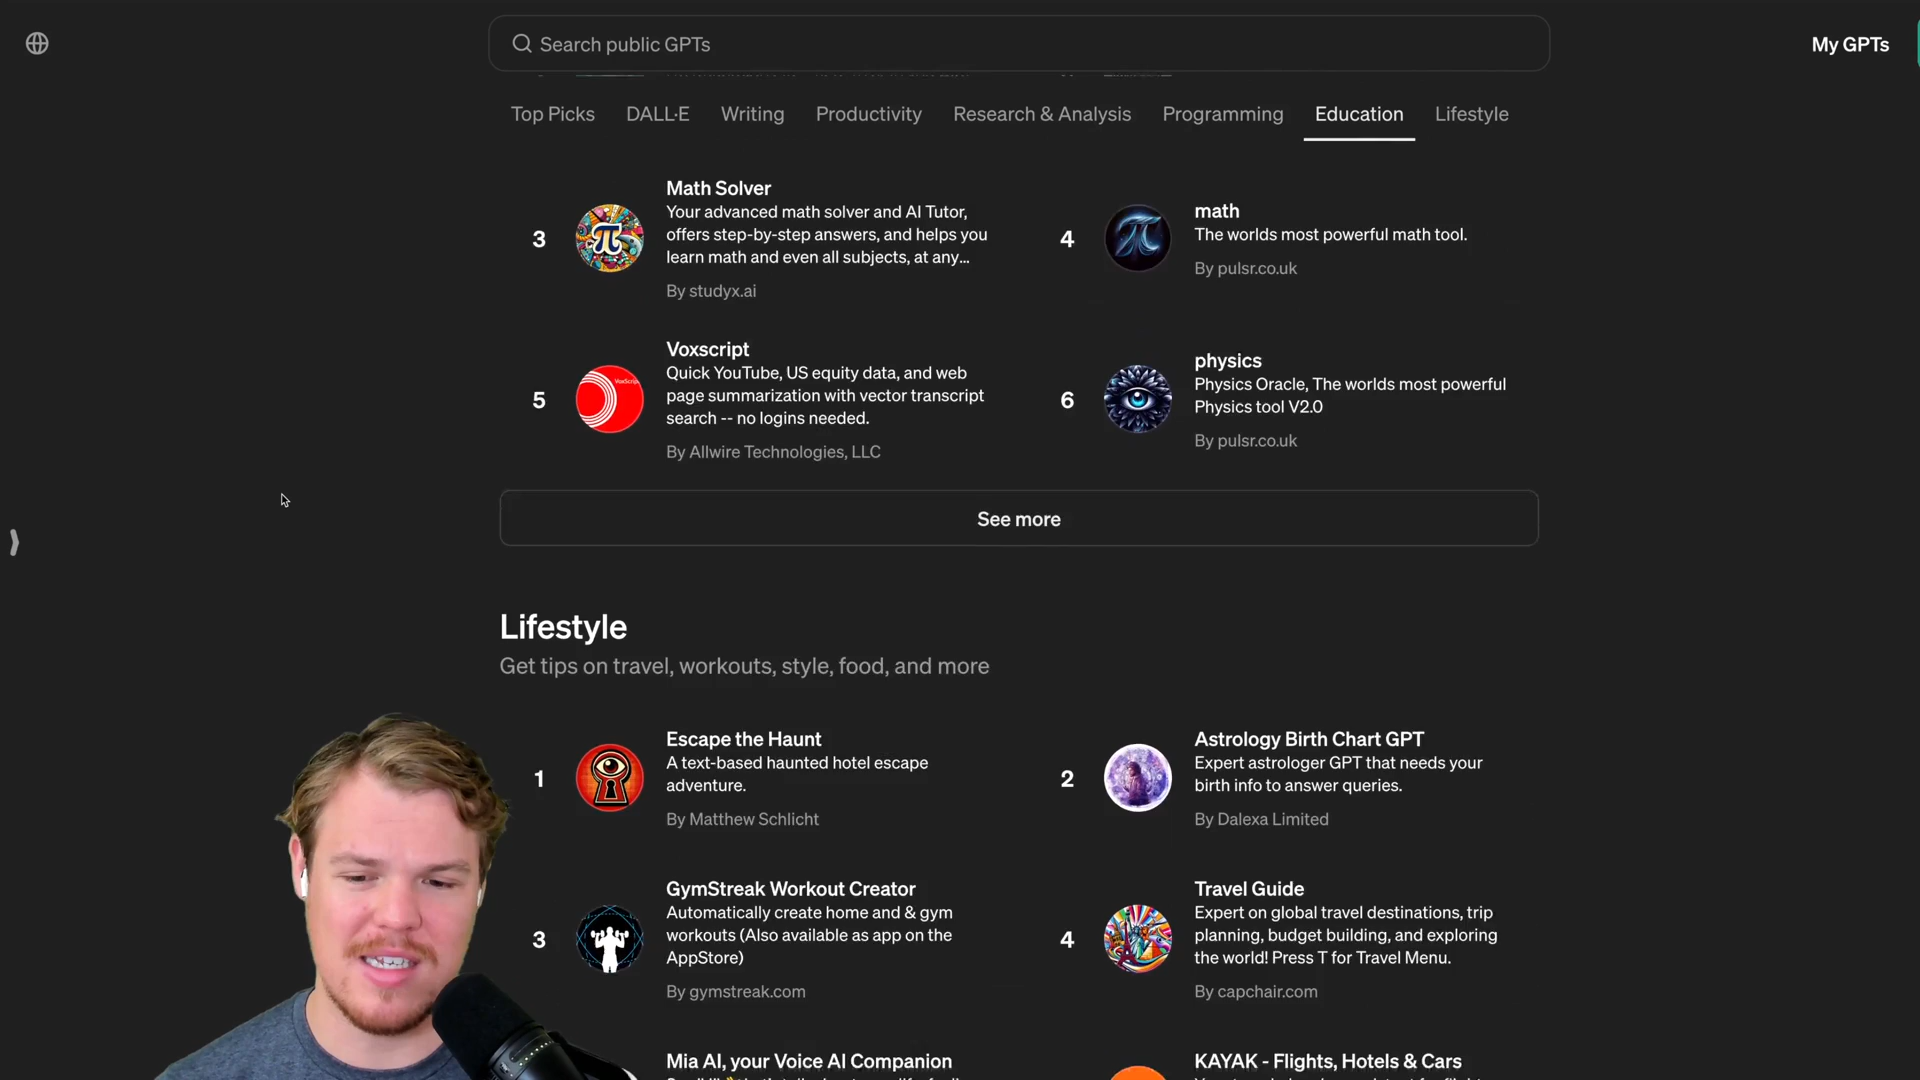 Search public GPTs
My GPTs
Top Picks
DALL·E
Writing
Productivity
Research & Analysis
Programming
Education
Lifestyle
3
Math Solver
Your advanced math solver and AI Tutor,
offers step-by-step answers, and helps you
learn math and even all subjects, at any...
By studyx.ai
4
math
The worlds most powerful math tool.
By pulsr.co.uk
5
Voxscript
Quick YouTube, US equity data, and web
page summarization with vector transcript
search -- no logins needed.
By Allwire Technologies, LLC
6
physics
Physics Oracle, The worlds most powerful
Physics tool V2.0
By pulsr.co.uk
See more
Lifestyle
Get tips on travel, workouts, style, food, and more
1
Escape the Haunt
A text-based haunted hotel escape
adventure.
By Matthew Schlicht
2
Astrology Birth Chart GPT
Expert astrologer GPT that needs your
birth info to answer queries.
By Dalexa Limited
3
GymStreak Workout Creator
Automatically create home and & gym
workouts (Also available as app on the
AppStore)
By gymstreak.com
4
Travel Guide
Expert on global travel destinations, trip
planning, budget building, and exploring
the world! Press T for Travel Menu.
By capchair.com
Mia AI, your Voice AI Companion
KAYAK - Flights, Hotels & Cars